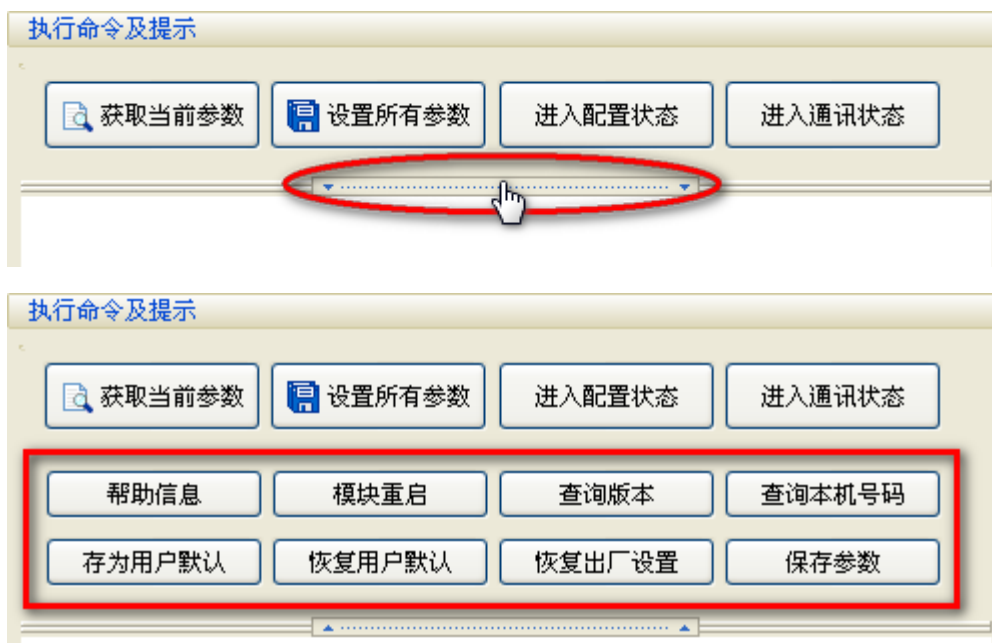 执行命令及提示
获取当前参数 设置所有参数 进入配置状态 进入通讯状态
执行命令及提示
获取当前参数 设置所有参数 进入配置状态 进入通讯状态
帮助信息 模块重启 查询版本 查询本机号码
存为用户默认 恢复用户默认 恢复出厂设置 保存参数